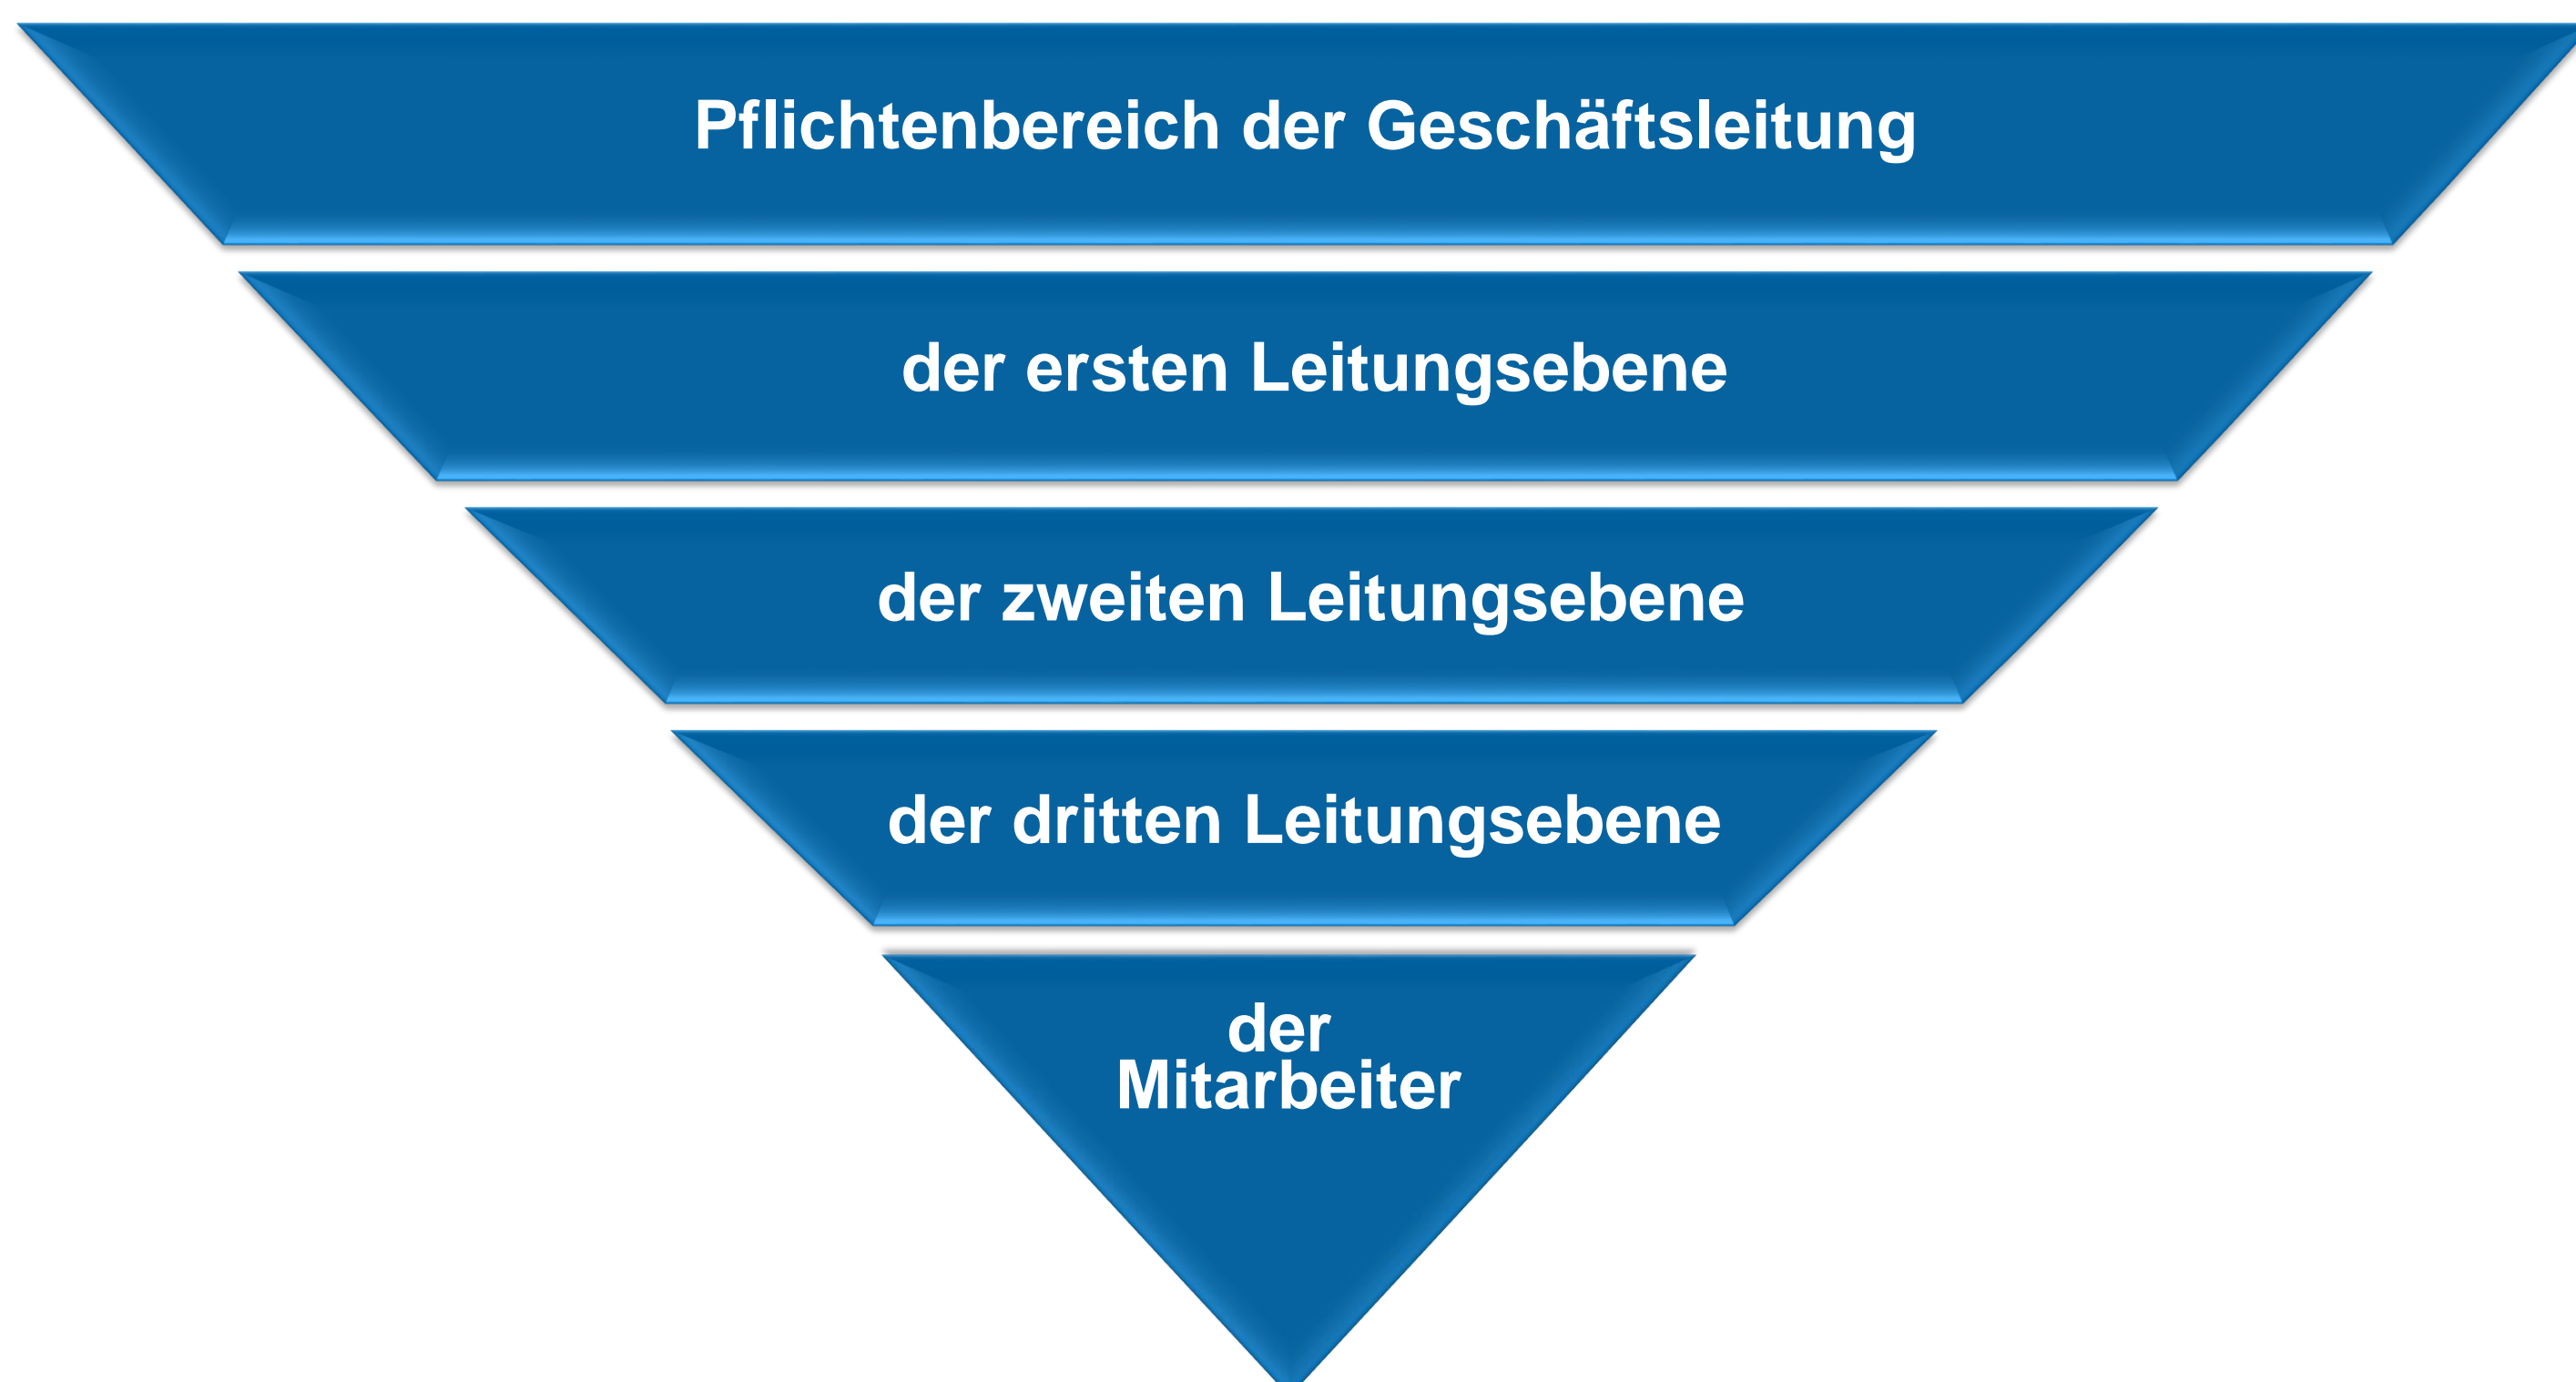 Pflichtenbereich der Geschäftsleitung
der ersten Leitungsebene
der zweiten Leitungsebene
der dritten Leitungsebene
der
Mitarbeiter